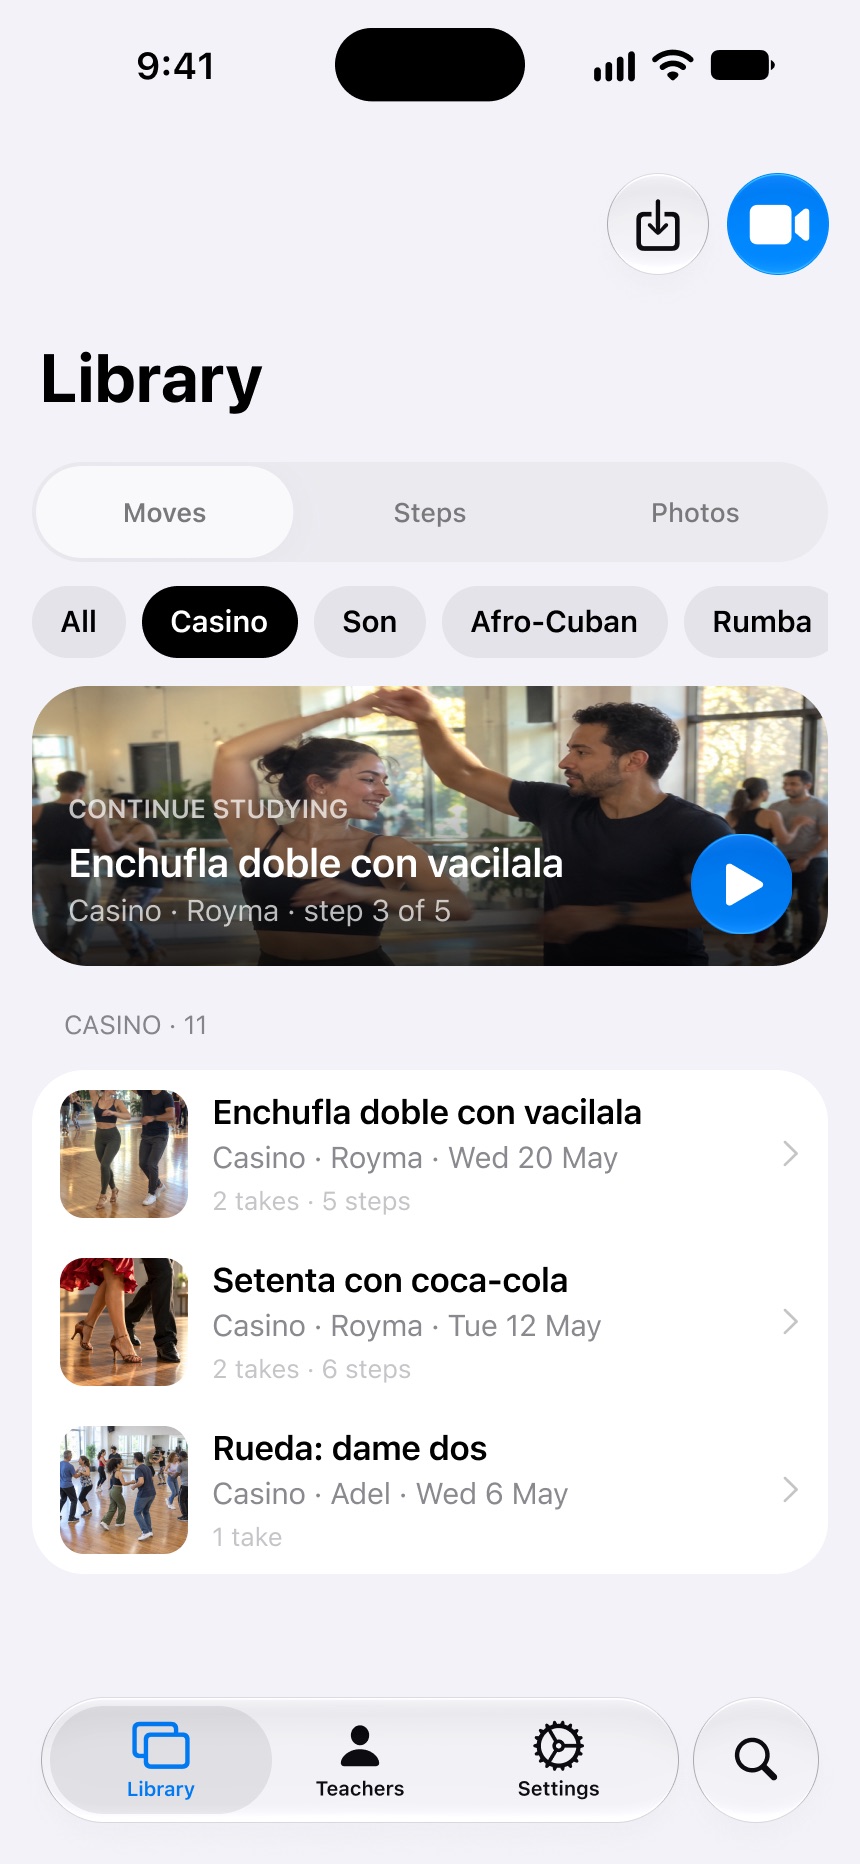 9:41
Library
Moves
Steps
Photos
All
Casino
Son
Afro-Cuban
Rumba
CONTINUE STUDYING
Enchufla doble con vacilala
Casino · Royma · step 3 of 5
CASINO · 11
Enchufla doble con vacilala
Casino · Royma · Wed 20 May
2 takes · 5 steps
Setenta con coca-cola
Casino · Royma · Tue 12 May
2 takes · 6 steps
Rueda: dame dos
Casino · Adel · Wed 6 May
1 take
Library
Teachers
Settings